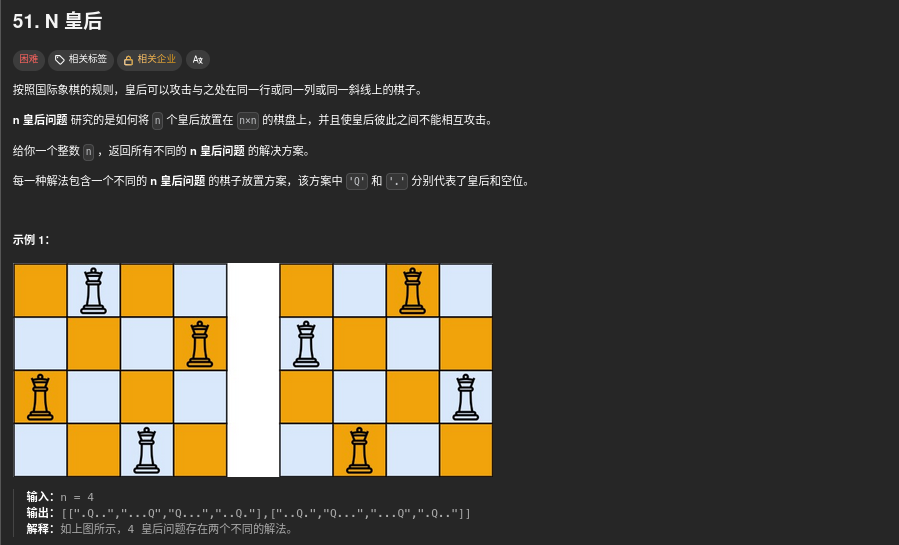 51. N 皇后
困难 相关标签 相关企业 Aʐ
按照国际象棋的规则，皇后可以攻击与之处在同一行或同一列或同一斜线上的棋子。
n 皇后问题 研究的是如何将 n 个皇后放置在 n×n 的棋盘上，并且使皇后彼此之间不能相互攻击。
给你一个整数 n ，返回所有不同的 n 皇后问题 的解决方案。
每一种解法包含一个不同的 n 皇后问题 的棋子放置方案，该方案中 'Q' 和 '.' 分别代表了皇后和空位。
示例 1：
输入：n = 4
输出：[[".Q..","...Q","Q...","..Q."],["..Q.","Q...","...Q",".Q.."]]
解释：如上图所示，4 皇后问题存在两个不同的解法。